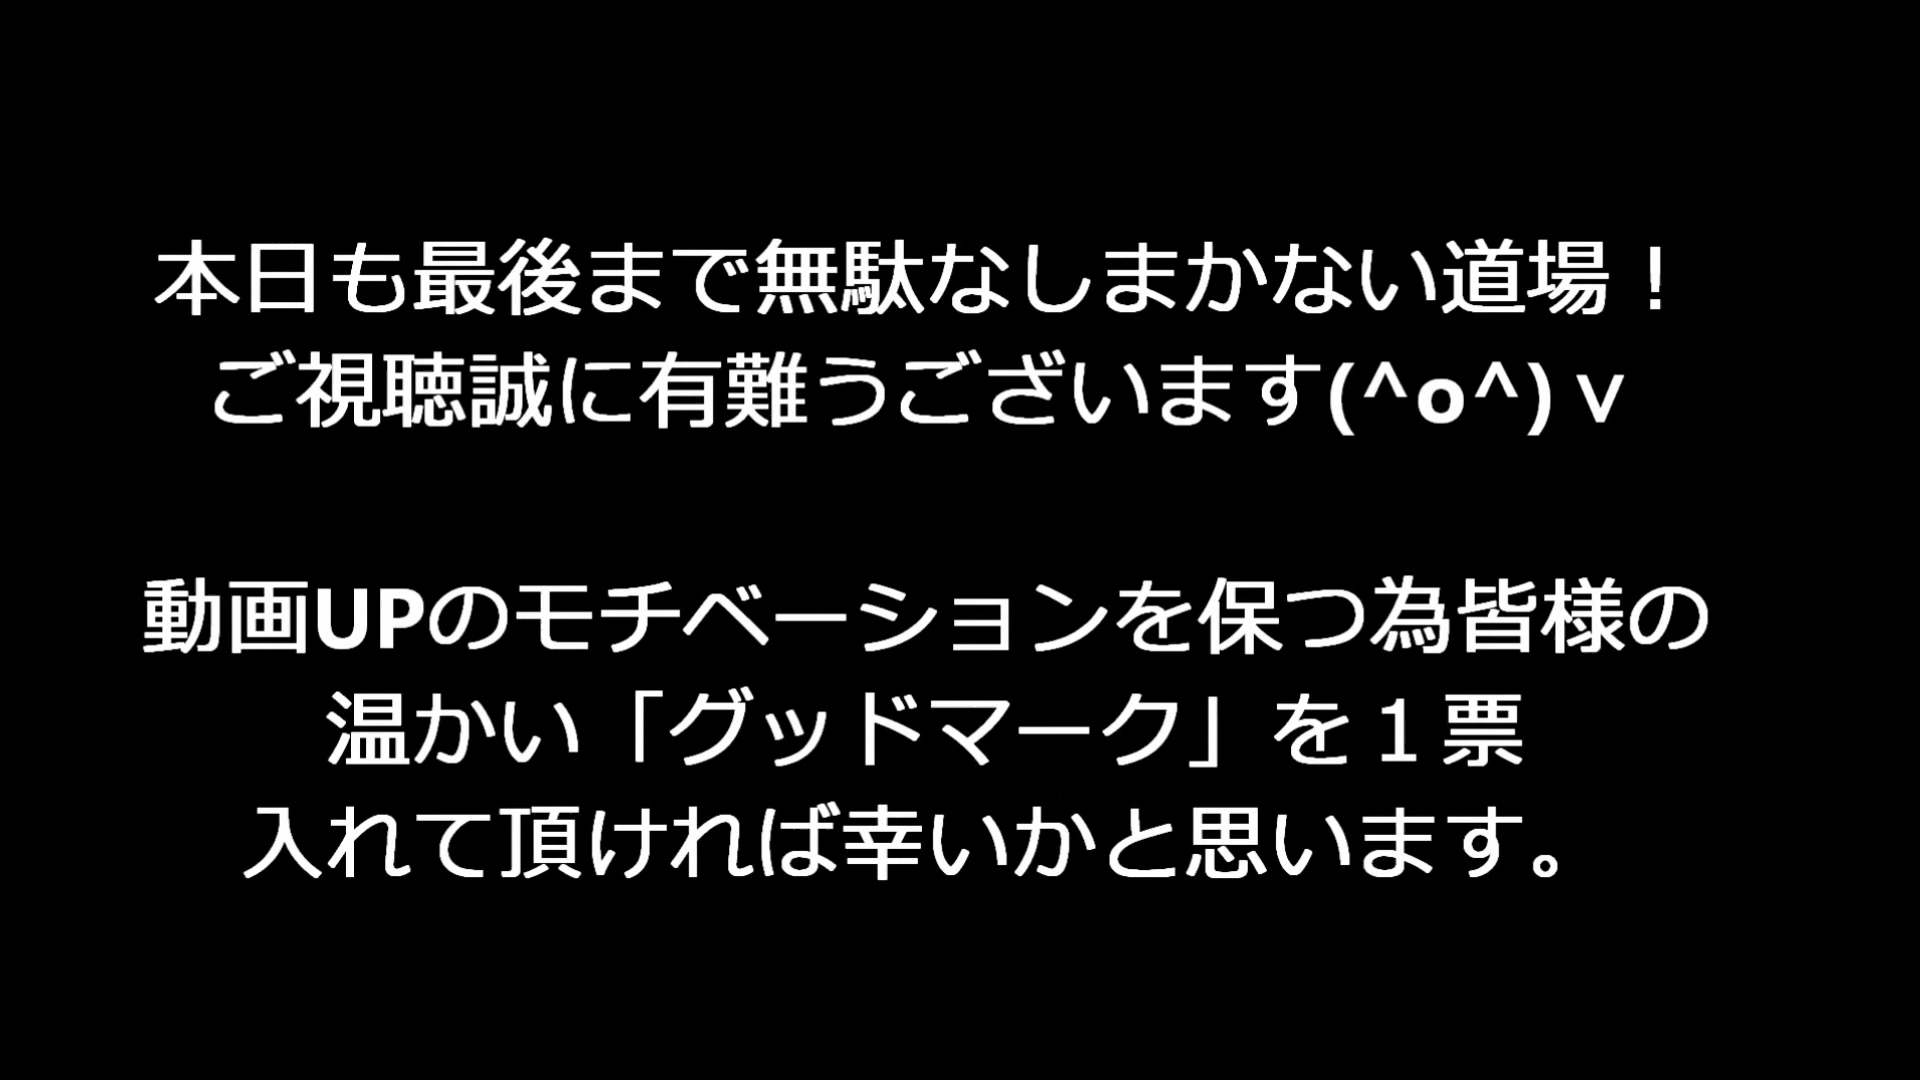 本日も最後まで無駄なしまかない道場！
ご視聴誠に有難うございます(^o^)ｖ
動画UPのモチベーションを保つ為皆様の
温かい「グッドマーク」を１票
入れて頂ければ幸いかと思います。